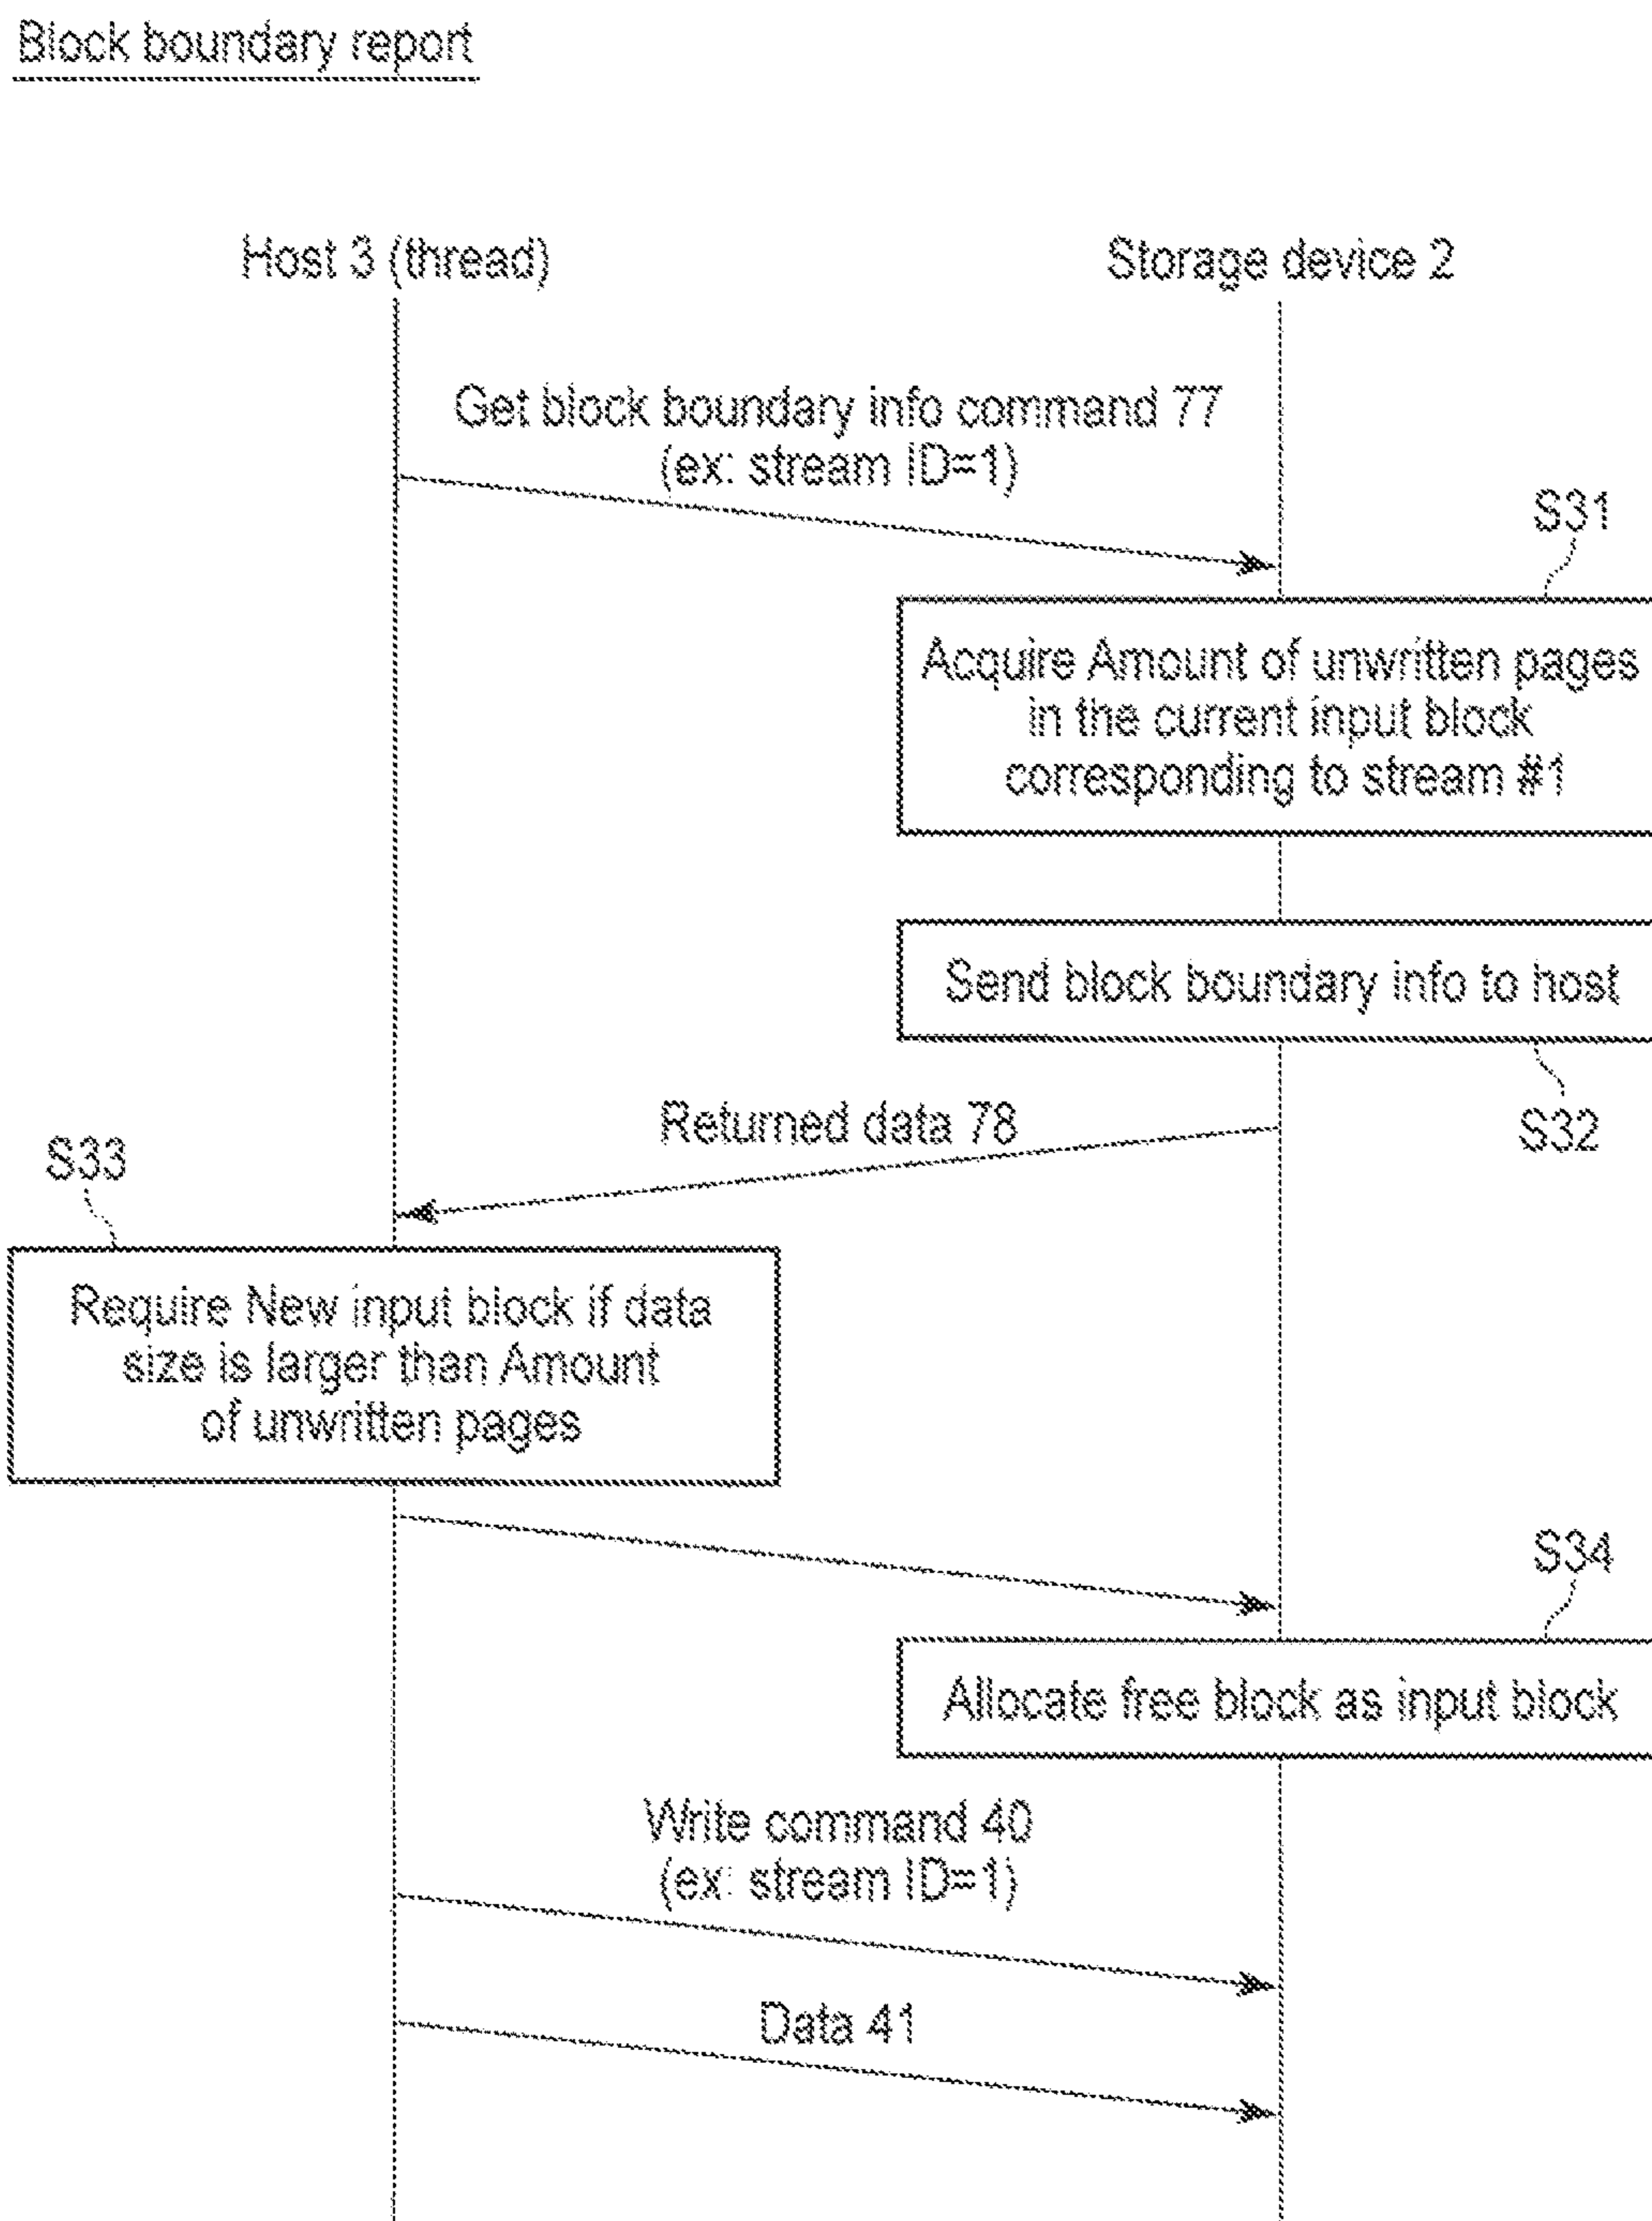 Block boundary report
Host 3 (thread)
Storage device 2
Get block boundary info command 77
(ex: stream ID=1)
S31
Acquire Amount of unwritten pages
in the current input block
corresponding to stream #1
Send block boundary info to host
S32
Returned data 78
S33
Require New input block if data
size is larger than Amount
of unwritten pages
S34
Allocate free block as input block
Write command 40
(ex: stream ID=1)
Data 41